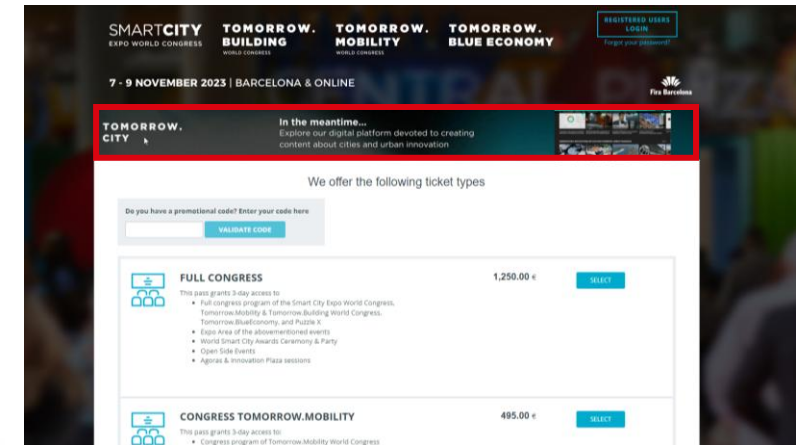 SMARTCITY
EXPO WORLD CONGRESS
TOMORROW.
BUILDING
WORLD CONGRESS
TOMORROW.
MOBILITY
WORLD CONGRESS
TOMORROW.
BLUE ECONOMY
REGISTERED USERS
LOGIN
Forgot your password?
7 - 9 NOVEMBER 2023 | BARCELONA & ONLINE
Fira Barcelona
TOMORROW.
CITY
In the meantime...
Explore our digital platform devoted to creating
content about cities and urban innovation
We offer the following ticket types
Do you have a promotional code? Enter your code here
VALIDATE CODE
FULL CONGRESS
1,250.00 €
SELECT
This pass grants 3-day access to:
• Full congress program of the Smart City Expo World Congress,
Tomorrow.Mobility & Tomorrow.Building World Congress,
Tomorrow.BlueEconomy, and Puzzle X
• Expo Area of the abovementioned events
• World Smart City Awards Ceremony & Party
• Open Side Events
• Agoras & Innovation Plaza sessions
CONGRESS TOMORROW.MOBILITY
495.00 €
SELECT
This pass grants 3-day access to:
• Congress program of Tomorrow.Mobility World Congress